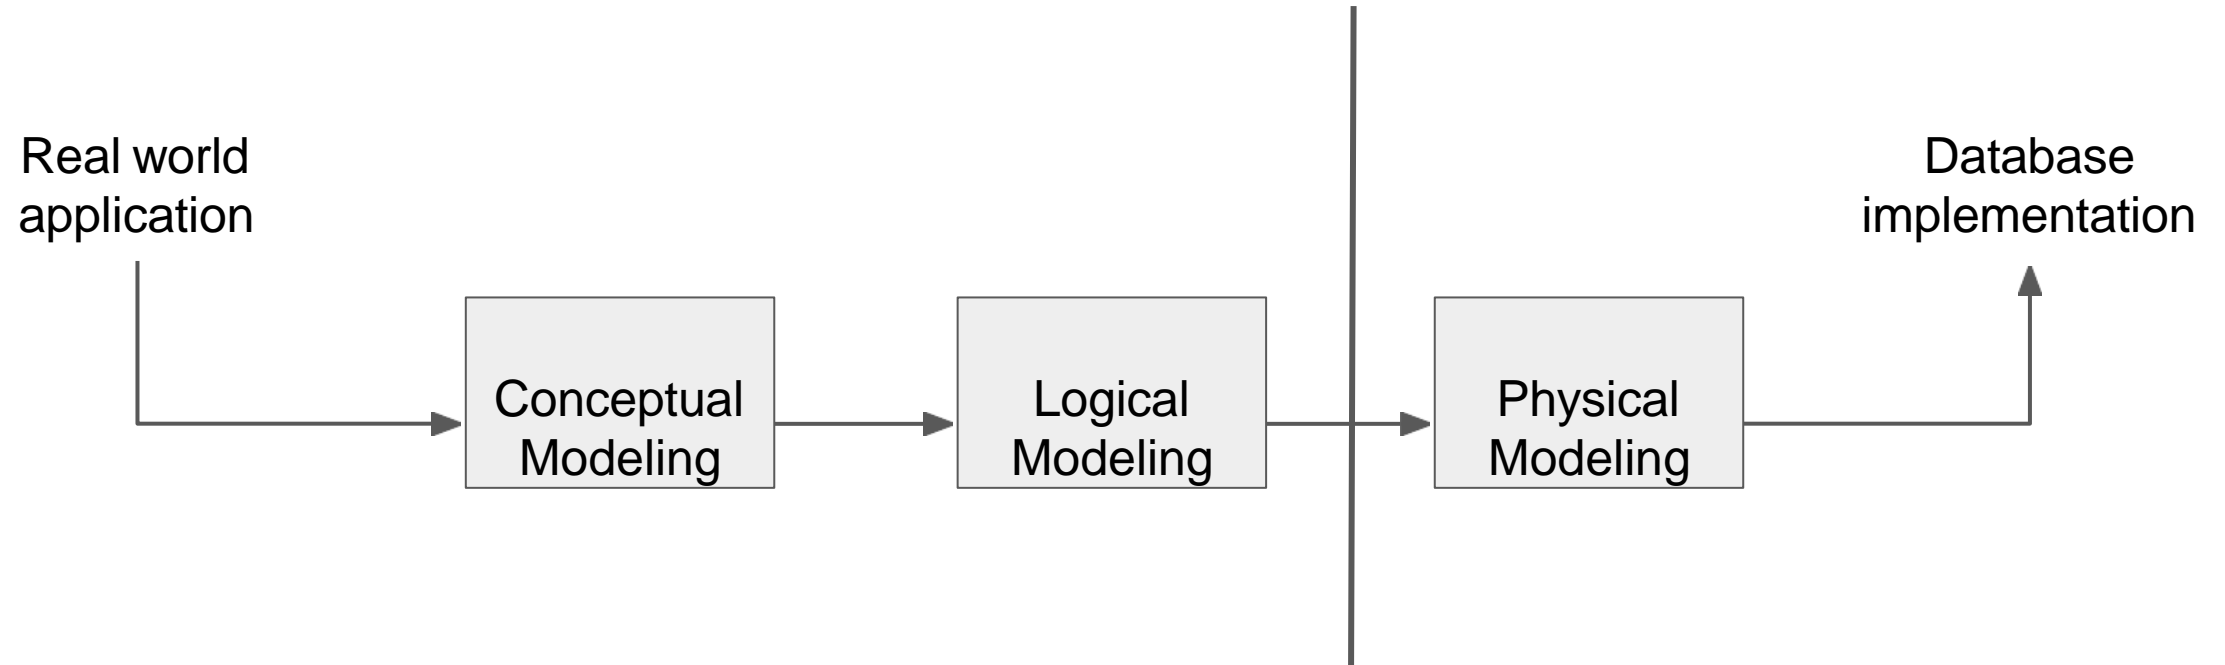 Real world
application
Conceptual
Modeling
Logical
Modeling
Physical
Modeling
Database
implementation